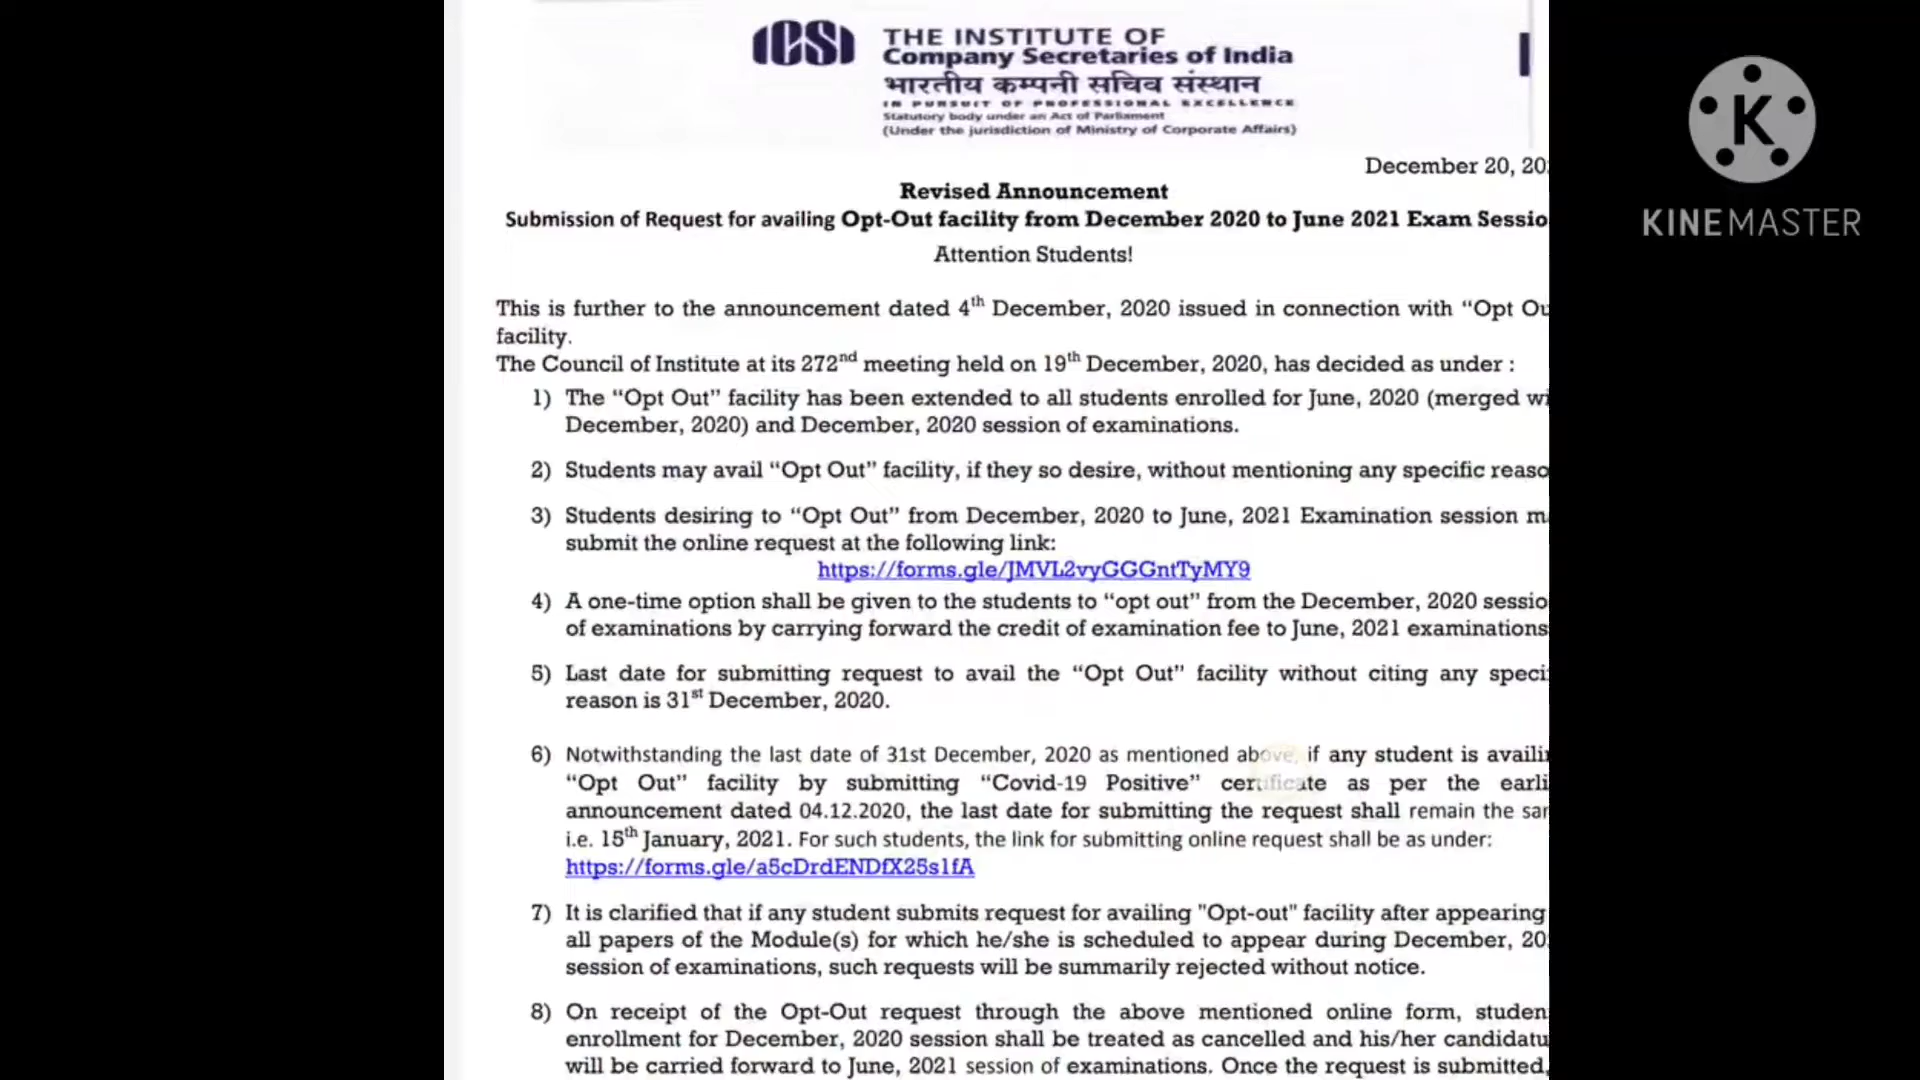 ICSI
THE INSTITUTE OF
Company Secretaries of India
भारतीय कम्पनी सचिव संस्थान
IN PURSUIT OF PROFESSIONAL EXCELLENCE
Statutory body under an Act of Parliament
(Under the jurisdiction of Ministry of Corporate Affairs)
K
KINEMASTER
December 20, 20
Revised Announcement
Submission of Request for availing Opt-Out facility from December 2020 to June 2021 Exam Sessio
Attention Students!
This is further to the announcement dated 4th December, 2020 issued in connection with “Opt Ou
facility.
The Council of Institute at its 272nd meeting held on 19th December, 2020, has decided as under :
1) The “Opt Out” facility has been extended to all students enrolled for June, 2020 (merged wi
December, 2020) and December, 2020 session of examinations.
2) Students may avail “Opt Out” facility, if they so desire, without mentioning any specific reaso
3) Students desiring to “Opt Out” from December, 2020 to June, 2021 Examination session m
submit the online request at the following link:
https://forms.gle/JMVL2vyGGGntTyMY9
4) A one-time option shall be given to the students to “opt out” from the December, 2020 sessio
of examinations by carrying forward the credit of examination fee to June, 2021 examinations
5) Last date for submitting request to avail the “Opt Out” facility without citing any speci
reason is 31st December, 2020.
6) Notwithstanding the last date of 31st December, 2020 as mentioned above, if any student is availi
“Opt Out” facility by submitting “Covid-19 Positive” certificate as per the earli
announcement dated 04.12.2020, the last date for submitting the request shall remain the sam
i.e. 15th January, 2021. For such students, the link for submitting online request shall be as under:
https://forms.gle/a5cDrdENDfX25s1fA
7) It is clarified that if any student submits request for availing "Opt-out" facility after appearing
all papers of the Module(s) for which he/she is scheduled to appear during December, 20
session of examinations, such requests will be summarily rejected without notice.
8) On receipt of the Opt-Out request through the above mentioned online form, studen
enrollment for December, 2020 session shall be treated as cancelled and his/her candidatu
will be carried forward to June, 2021 session of examinations. Once the request is submitted,